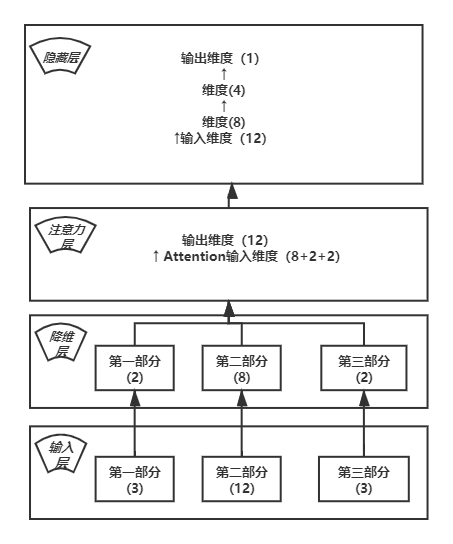 隐藏层
输出维度（1）
↑
维度(4)
↑
维度(8)
↑输入维度（12）
注意力
层
输出维度（12）
↑ Attention输入维度（8+2+2）
降维
层
第一部分
(2)
第二部分
(8)
第三部分
(2)
输入
层
第一部分
(3)
第二部分
(12)
第三部分
(3)